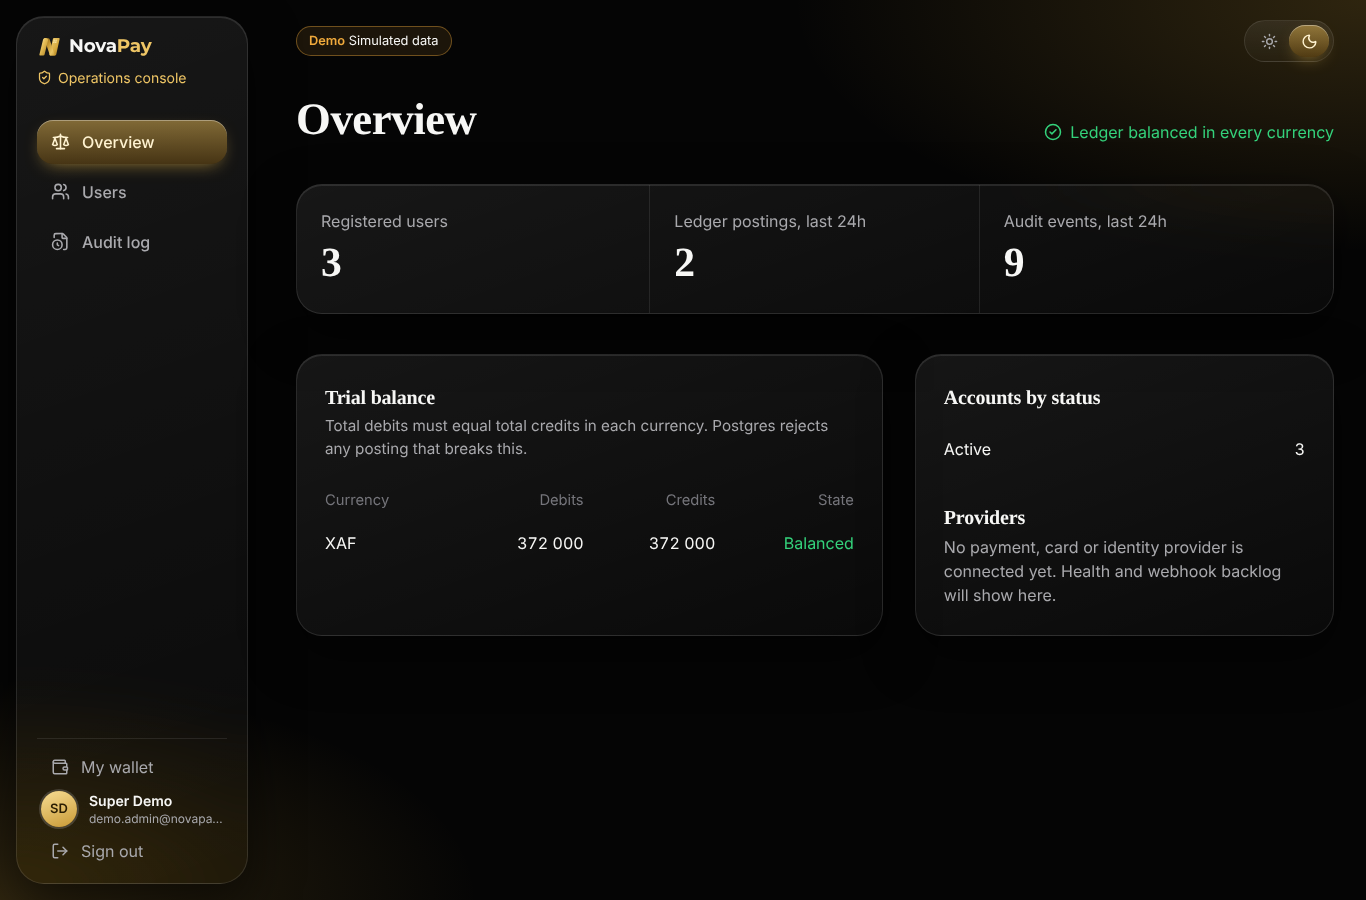 NovaPay
Operations console
Overview
Users
Audit log
My wallet
SD
Super Demo
demo.admin@novapa...
Sign out
Demo Simulated data
Overview
Ledger balanced in every currency
Registered users
3
Ledger postings, last 24h
2
Audit events, last 24h
9
Trial balance
Total debits must equal total credits in each currency. Postgres rejects
any posting that breaks this.
Currency Debits Credits State
XAF 372 000 372 000 Balanced
Accounts by status
Active 3
Providers
No payment, card or identity provider is
connected yet. Health and webhook backlog
will show here.